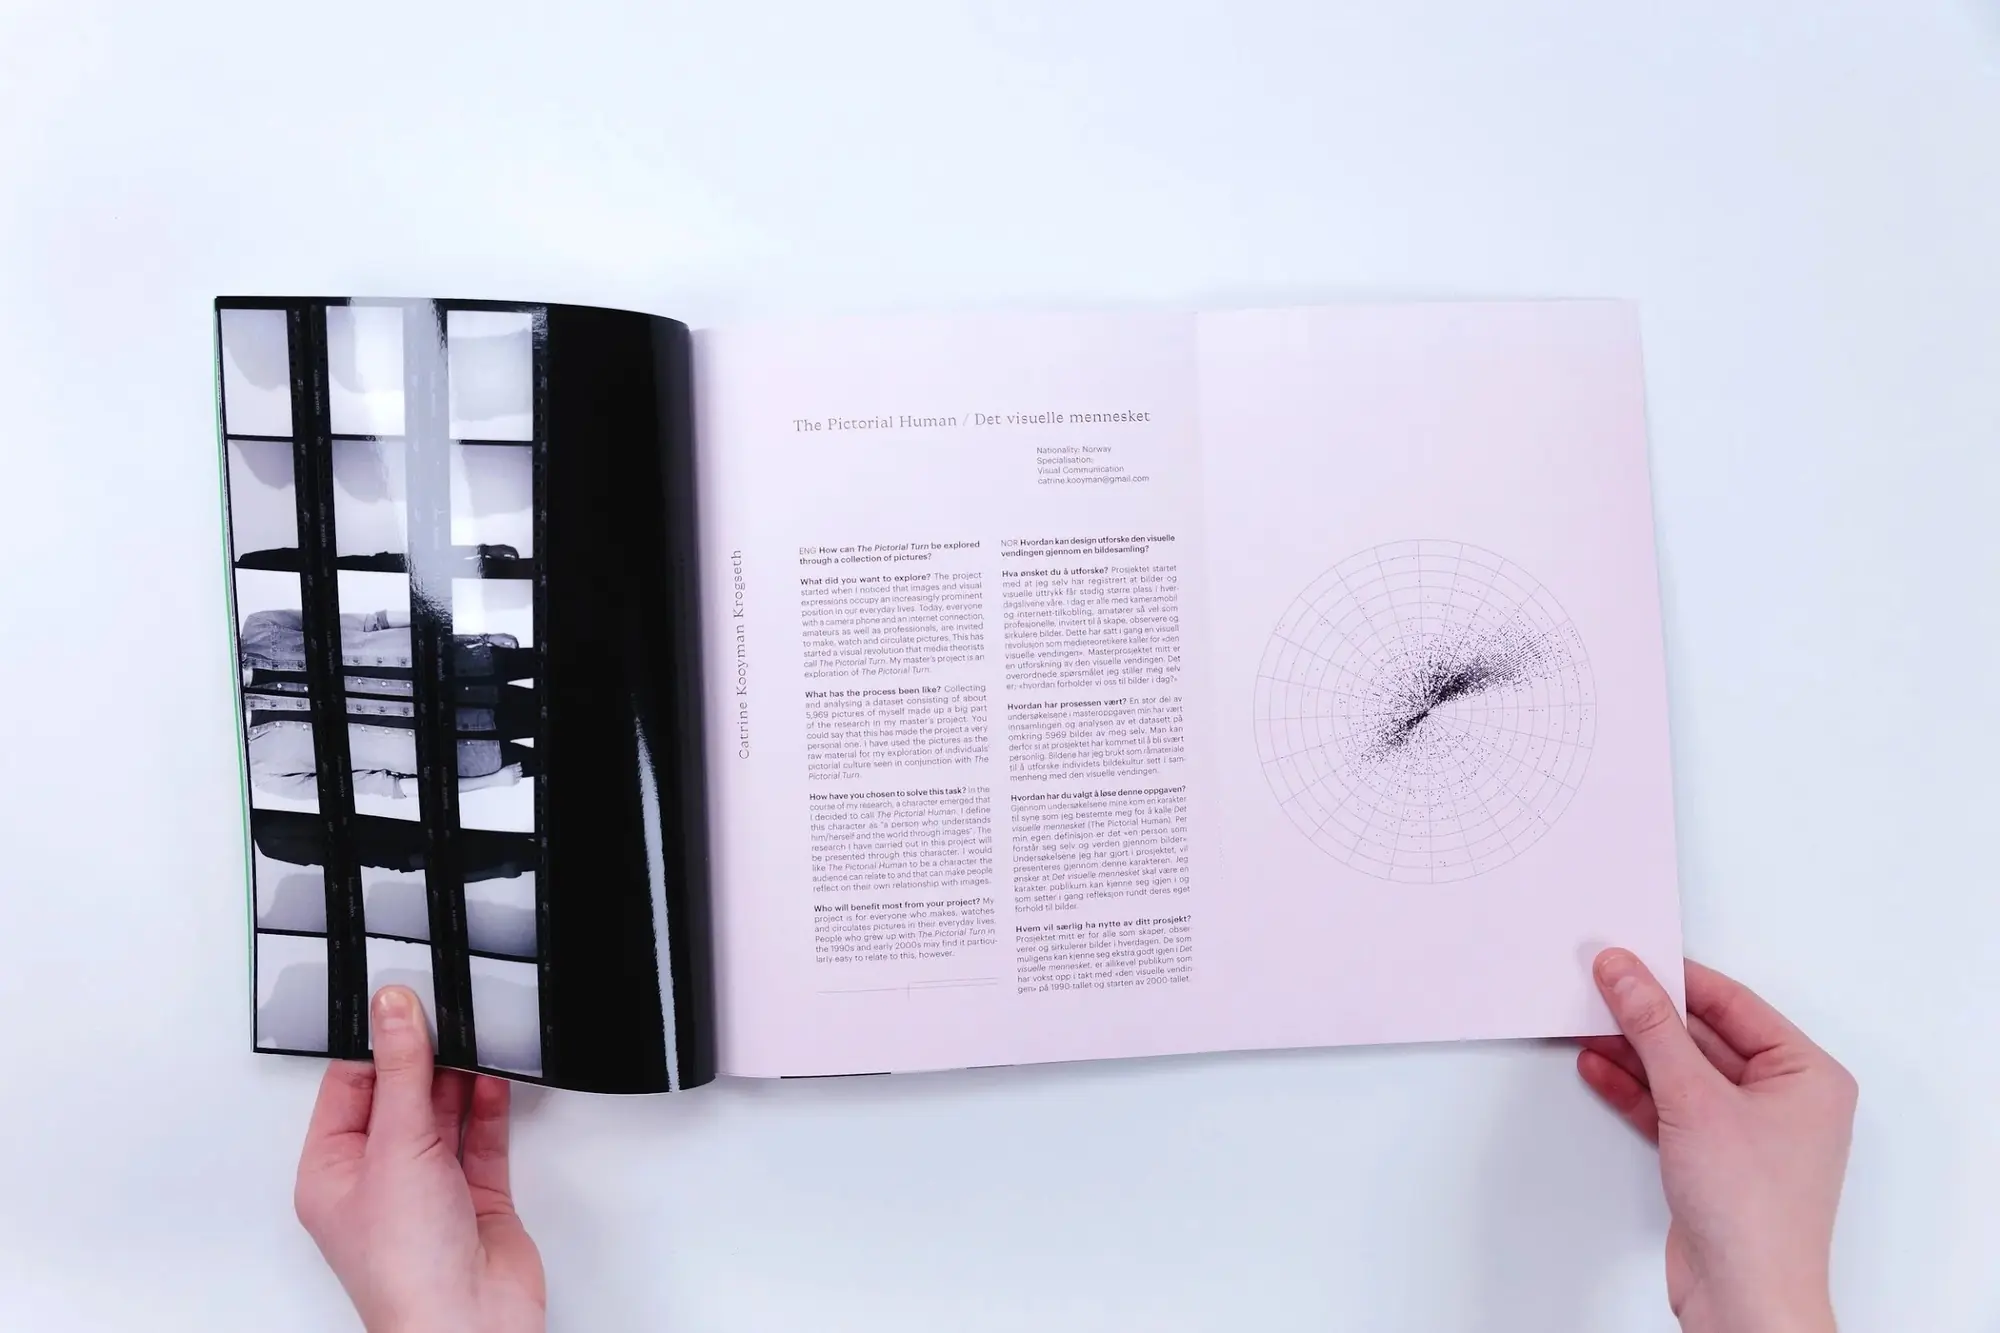 The Pictorial Human / Det visuelle mennesket
Nationality: Norway
Specialisation:
Visual Communication
catrine.kooyman@gmail.com
Catrine Kooyman Krogseth
ENG How can The Pictorial Turn be explored
through a collection of pictures?
What did you want to explore? The project
started when I noticed that images and visual
expressions occupy an increasingly prominent
position in our everyday lives. Today, everyone
with a camera phone and an internet connection,
amateurs as well as professionals, are invited
to make, watch and circulate pictures. This has
started a visual revolution that media theorists
call The Pictorial Turn. My master's project is an
exploration of The Pictorial Turn.
What has the process been like? Collecting
and analysing a dataset consisting of about
5,969 pictures of myself made up a big part
of the research in my master's project. You
could say that this has made the project a very
personal one. I have used the pictures as the
raw material for my exploration of individuals'
pictorial culture seen in conjunction with The
Pictorial Turn.
How have you chosen to solve this task? In the
course of my research, a character emerged that
I decided to call The Pictorial Human. I define
this character as "a person who understands
him/herself and the world through images". The
research I have carried out in this project will
be presented through this character. I would
like The Pictorial Human to be a character the
audience can relate to and that can make people
reflect on their own relationship with images.
Who will benefit most from your project? My
project is for everyone who makes, watches
and circulates pictures in their everyday lives.
People who grew up with The Pictorial Turn in
the 1990s and early 2000s may find it particu-
larly easy to relate to this, however.
NOR Hvordan kan design utforske den visuelle
vendingen gjennom en bildesamling?
Hva ønsket du å utforske? Prosjektet startet
med at jeg selv har registrert at bilder og
visuelle uttrykk får stadig større plass i hver-
dagslivene våre. I dag er alle med kameramobil
og internett-tilkobling, amatører så vel som
profesjonelle, invitert til å skape, observere og
sirkulere bilder. Dette har satt i gang en visuell
revolusjon som medieteoretikere kaller for «den
visuelle vendingen». Masterprosjektet mitt er
en utforskning av den visuelle vendingen. Det
overordnede spørsmålet jeg stiller meg selv
er; «hvordan forholder vi oss til bilder i dag?»
Hvordan har prosessen vært? En stor del av
undersøkelsene i masteroppgaven min har vært
innsamlingen og analysen av et datasett på
omkring 5969 bilder av meg selv. Man kan
derfor si at prosjektet har kommet til å bli svært
personlig. Bildene har jeg brukt som råmateriale
til å utforske individets bildekultur sett i sam-
menheng med den visuelle vendingen.
Hvordan har du valgt å løse denne oppgaven?
Gjennom undersøkelsene mine kom en karakter
til syne som jeg bestemte meg for å kalle Det
visuelle mennesket (The Pictorial Human). Per
min egen definisjon er det «en person som
forstår seg selv og verden gjennom bilder».
Undersøkelsene jeg har gjort i prosjektet, vil
presenteres gjennom denne karakteren. Jeg
ønsker at Det visuelle mennesket skal være en
karakter publikum kan kjenne seg igjen i og
som setter i gang refleksjon rundt deres eget
forhold til bilder.
Hvem vil særlig ha nytte av ditt prosjekt?
Prosjektet mitt er for alle som skaper, obser-
verer og sirkulerer bilder i hverdagen. De som
muligens kan kjenne seg ekstra godt igjen i Det
visuelle mennesket, er allikevel publikum som
har vokst opp i takt med «den visuelle vendin-
gen» på 1990-tallet og starten av 2000-tallet.